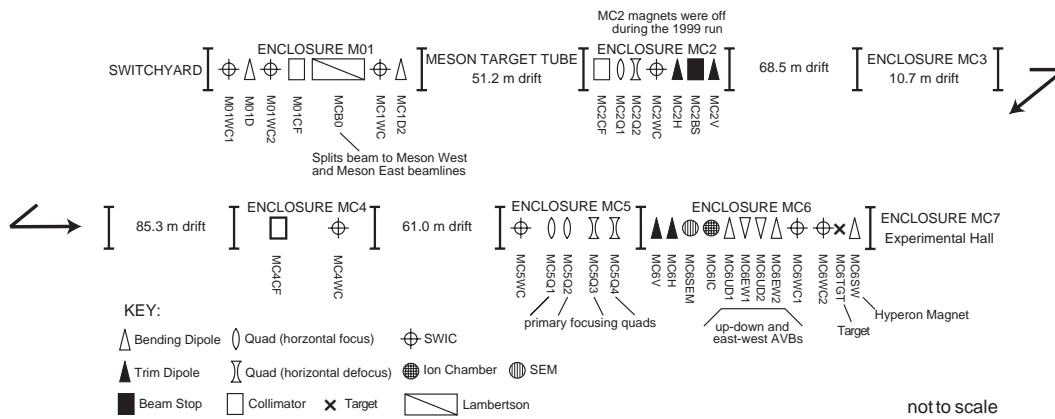 MC2 magnets were off
during the 1999 run
SWITCHYARD
ENCLOSURE M01
MESON TARGET TUBE
51.2 m drift
ENCLOSURE MC2
68.5 m drift
ENCLOSURE MC3
10.7 m drift
M01WC1
M01D
M01WC2
M01CF
MCB0
MC1WC
MC1D2
MC2CF
MC2Q1
MC2Q2
MC2WC
MC2H
MC2BS
MC2V
Splits beam to Meson West
and Meson East beamlines
85.3 m drift
ENCLOSURE MC4
61.0 m drift
ENCLOSURE MC5
ENCLOSURE MC6
ENCLOSURE MC7
Experimental Hall
MC4CF
MC4WC
MC5WC
MC5Q1
MC5Q2
MC5Q3
MC5Q4
MC6V
MC6H
MC6SEM
MC6IC
MC6UD1
MC6EW1
MC6UD2
MC6EW2
MC6WC1
MC6WC2
MC6TGT
MC6SW
primary focusing quads
up-down and
east-west AVBs
Target
Hyperon Magnet
KEY:
Bending Dipole
Quad (horzontal focus)
SWIC
Trim Dipole
Quad (horizontal defocus)
Ion Chamber
SEM
Beam Stop
Collimator
Target
Lambertson
not to scale